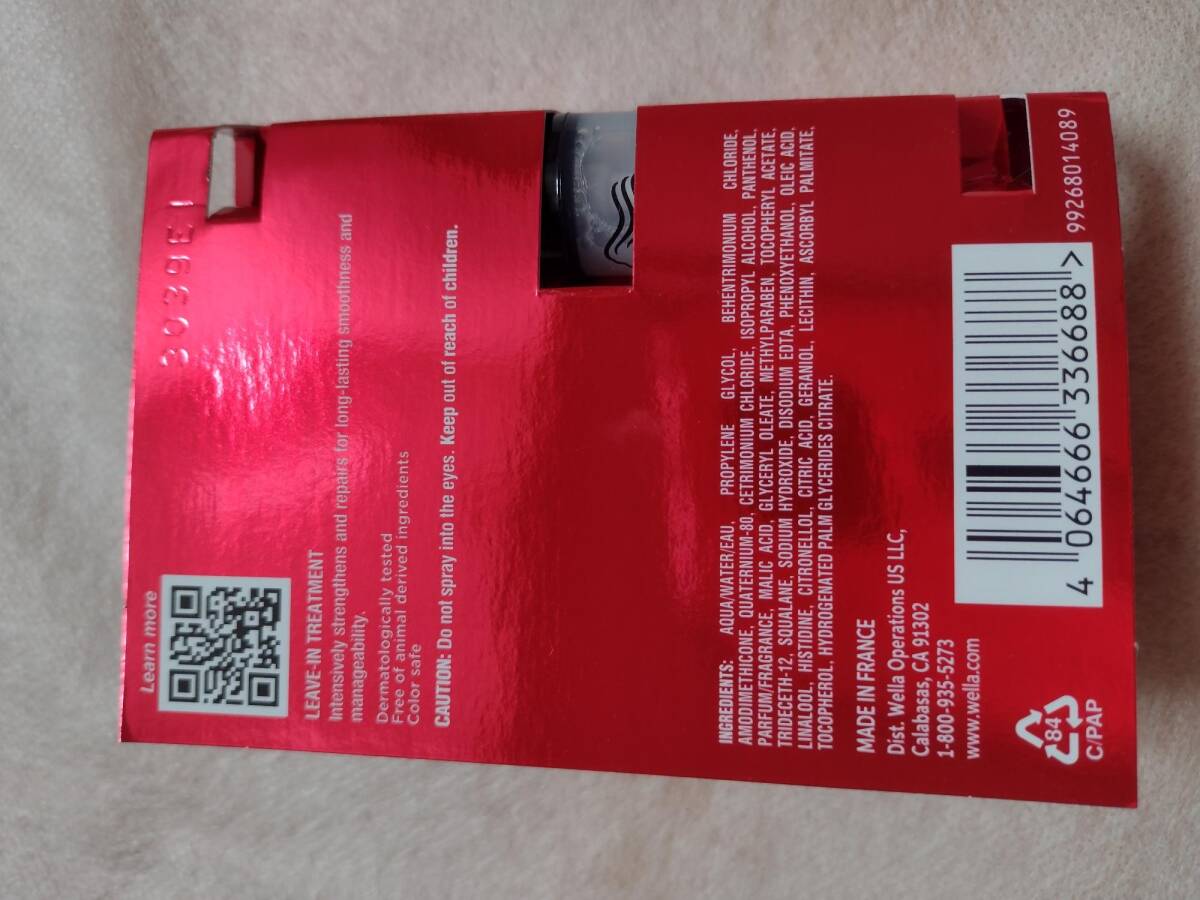 3039E1
Learn more
LEAVE-IN TREATMENT
Intensively strengthens and repairs for long-lasting smoothness and
manageability.
Dermatologically tested
Free of animal derived ingredients
Color safe
CAUTION: Do not spray into the eyes. Keep out of reach of children.
INGREDIENTS: AQUA/WATER/EAU, PROPYLENE GLYCOL, BEHENTRIMONIUM CHLORIDE,
AMODIMETHICONE, QUATERNIUM-80, CETRIMONIUM CHLORIDE, ISOPROPYL ALCOHOL, PANTHENOL,
PARFUM/FRAGRANCE, MALIC ACID, GLYCERYL OLEATE, METHYLPARABEN, TOCOPHERYL ACETATE,
TRIDECETH-12, SQUALANE, SODIUM HYDROXIDE, DISODIUM EDTA, PHENOXYETHANOL, OLEIC ACID,
LINALOOL, HISTIDINE, CITRONELLOL, CITRIC ACID, GERANIOL, LECITHIN, ASCORBYL PALMITATE,
TOCOPHEROL, HYDROGENATED PALM GLYCERIDES CITRATE.
MADE IN FRANCE
Dist. Wella Operations US LLC,
Calabasas, CA 91302
1-800-935-5273
www.wella.com
84
C/PAP
4 064666 336688 >
99268014089